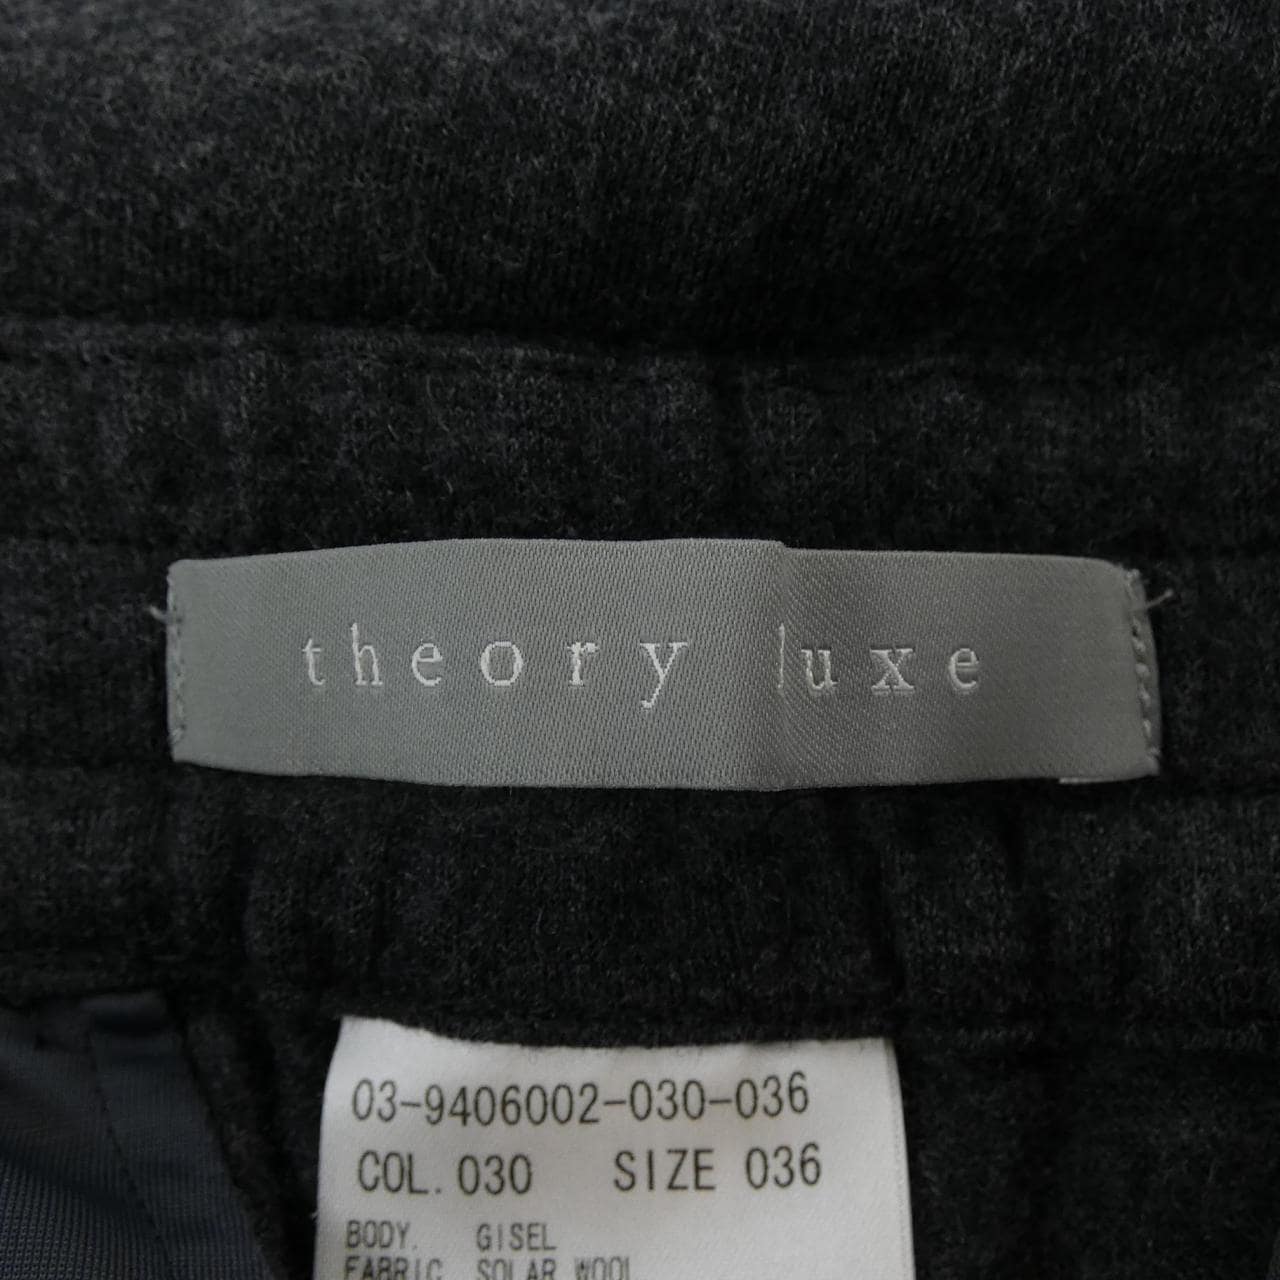 theory luxe
03-9406002-030-036
COL. 030 SIZE 036
BODY. GISEL
FABRIC SOLAR WOOL